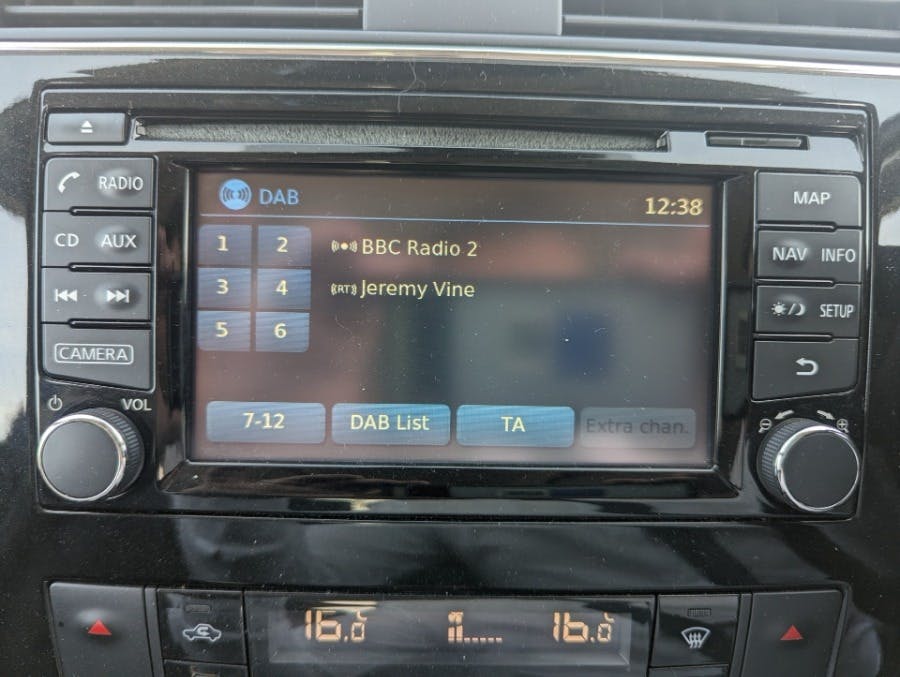 RADIO
CD AUX
CAMERA
VOL
DAB 12:38
1 2 BBC Radio 2
3 4 RT Jeremy Vine
5 6
7-12 DAB List TA Extra chan.
MAP
NAV INFO
SETUP
16.0 16.0